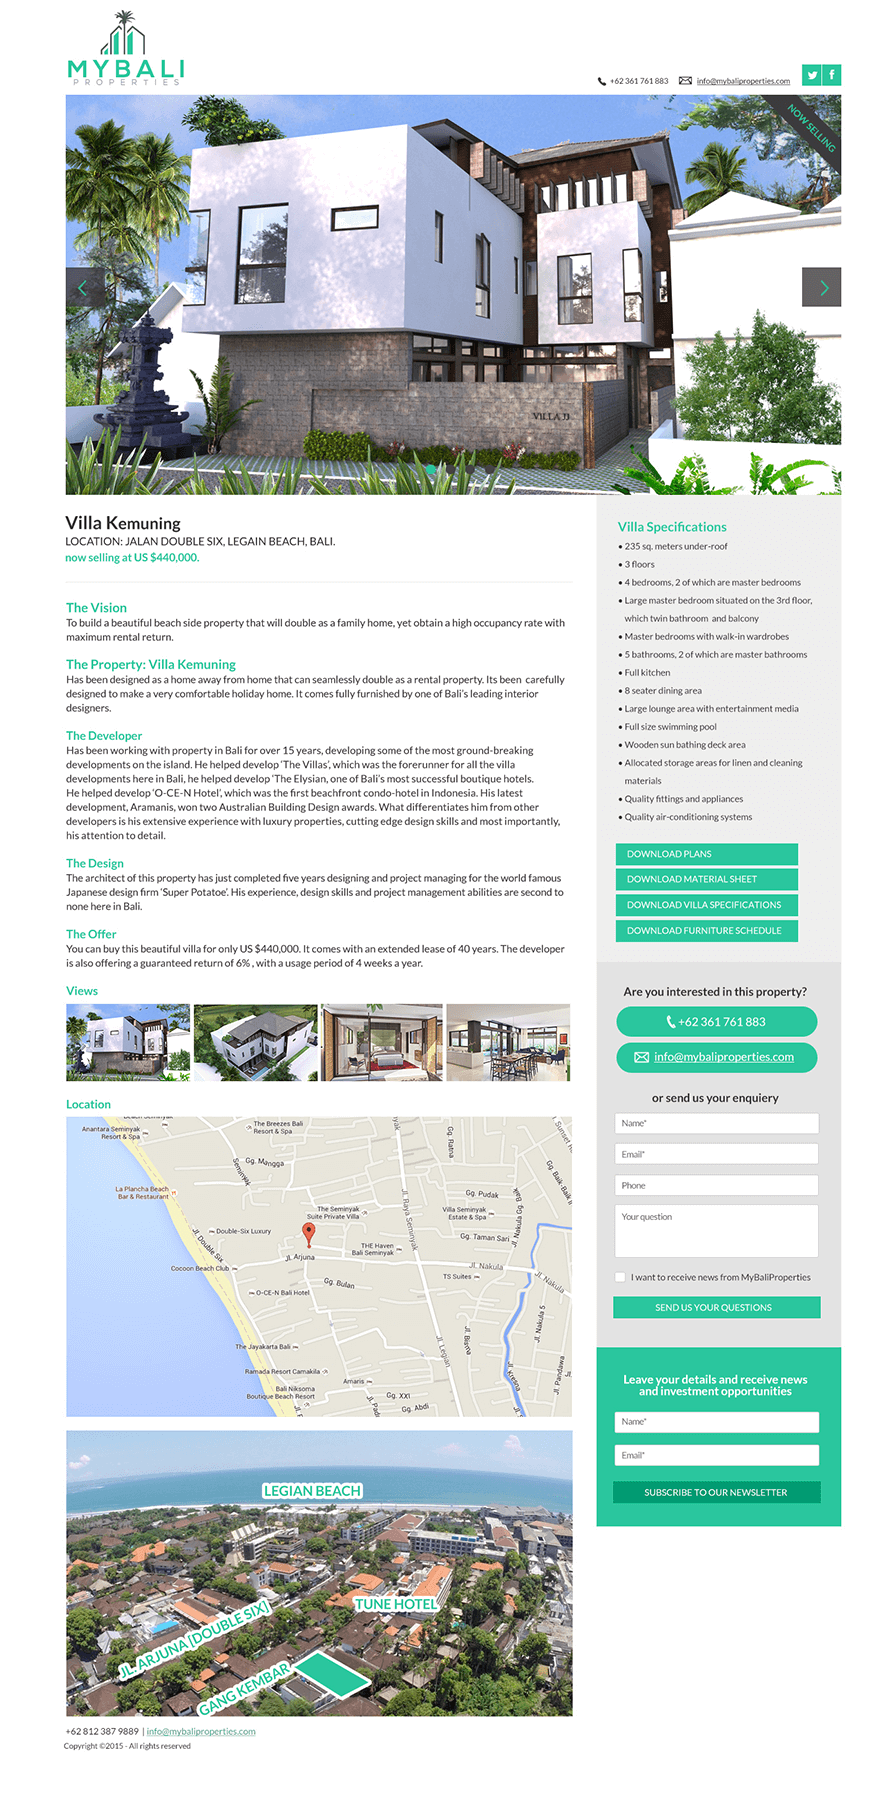 MYBALI
PROPERTIES
+62 361 761 883 info@mybaliproperties.com
NOW SELLING
VILLA JJ
Villa Kemuning
LOCATION: JALAN DOUBLE SIX, LEGAIN BEACH, BALI.
now selling at US $440,000.
The Vision
To build a beautiful beach side property that will double as a family home, yet obtain a high occupancy rate with
maximum rental return.
The Property: Villa Kemuning
Has been designed as a home away from home that can seamlessly double as a rental property. Its been carefully
designed to make a very comfortable holiday home. It comes fully furnished by one of Bali's leading interior
designers.
The Developer
Has been working with property in Bali for over 15 years, developing some of the most ground-breaking
developments on the island. He helped develop 'The Villas', which was the forerunner for all the villa
developments here in Bali, he helped develop 'The Elysian, one of Bali's most successful boutique hotels.
He helped develop 'O-CE-N Hotel', which was the first beachfront condo-hotel in Indonesia. His latest
development, Aramanis, won two Australian Building Design awards. What differentiates him from other
developers is his extensive experience with luxury properties, cutting edge design skills and most importantly,
his attention to detail.
The Design
The architect of this property has just completed five years designing and project managing for the world famous
Japanese design firm 'Super Potatoe'. His experience, design skills and project management abilities are second to
none here in Bali.
The Offer
You can buy this beautiful villa for only US $440,000. It comes with an extended lease of 40 years. The developer
is also offering a guaranteed return of 6% , with a usage period of 4 weeks a year.
Views
Location
Beach Seminyak
Anantara Seminyak
Resort & Spa
The Breezes Bali
Resort & Spa
Gg. Mangga
Seminyak
Gg. Ratna
Sunset R
Gg. Baik-Baik
La Plancha Beach
Bar & Restaurant
The Seminyak
Suite Private Villa
Jl. Raya Seminyak
Gg. Pudak
Villa Seminyak
Estate & Spa
Jl. Nakula Gg. Baik
Gg. Taman Sari
Double-Six Luxury
Jl. Double Six
THE Haven
Bali Seminyak
Jl. Arjuna
Cocoon Beach Club
Gg. Bulan
Jl. Nakula
Jl. Nakula
TS Suites
O-CE-N Bali Hotel
Jl. Nakula 5
The Jayakarta Bali
Jl. Legian
Jl. Bisma
Jl. Kresna
Jl. Pandawa
Ramada Resort Camakila
Amaris
Bali Niksoma
Boutique Beach Resort
Gg. XXI
Gg. Abdi
Jl. Pad
LEGIAN BEACH
TUNE HOTEL
JL. ARJUNA [DOUBLE SIX]
GANG KEMBAR
+62 812 387 9889 | info@mybaliproperties.com
Copyright ©2015 - All rights reserved
Villa Specifications
• 235 sq. meters under-roof
• 3 floors
• 4 bedrooms, 2 of which are master bedrooms
• Large master bedroom situated on the 3rd floor,
which twin bathroom and balcony
• Master bedrooms with walk-in wardrobes
• 5 bathrooms, 2 of which are master bathrooms
• Full kitchen
• 8 seater dining area
• Large lounge area with entertainment media
• Full size swimming pool
• Wooden sun bathing deck area
• Allocated storage areas for linen and cleaning
materials
• Quality fittings and appliances
• Quality air-conditioning systems
DOWNLOAD PLANS
DOWNLOAD MATERIAL SHEET
DOWNLOAD VILLA SPECIFICATIONS
DOWNLOAD FURNITURE SCHEDULE
Are you interested in this property?
+62 361 761 883
info@mybaliproperties.com
or send us your enquiery
Name*
Email*
Phone
Your question
I want to receive news from MyBaliProperties
SEND US YOUR QUESTIONS
Leave your details and receive news
and investment opportunities
Name*
Email*
SUBSCRIBE TO OUR NEWSLETTER